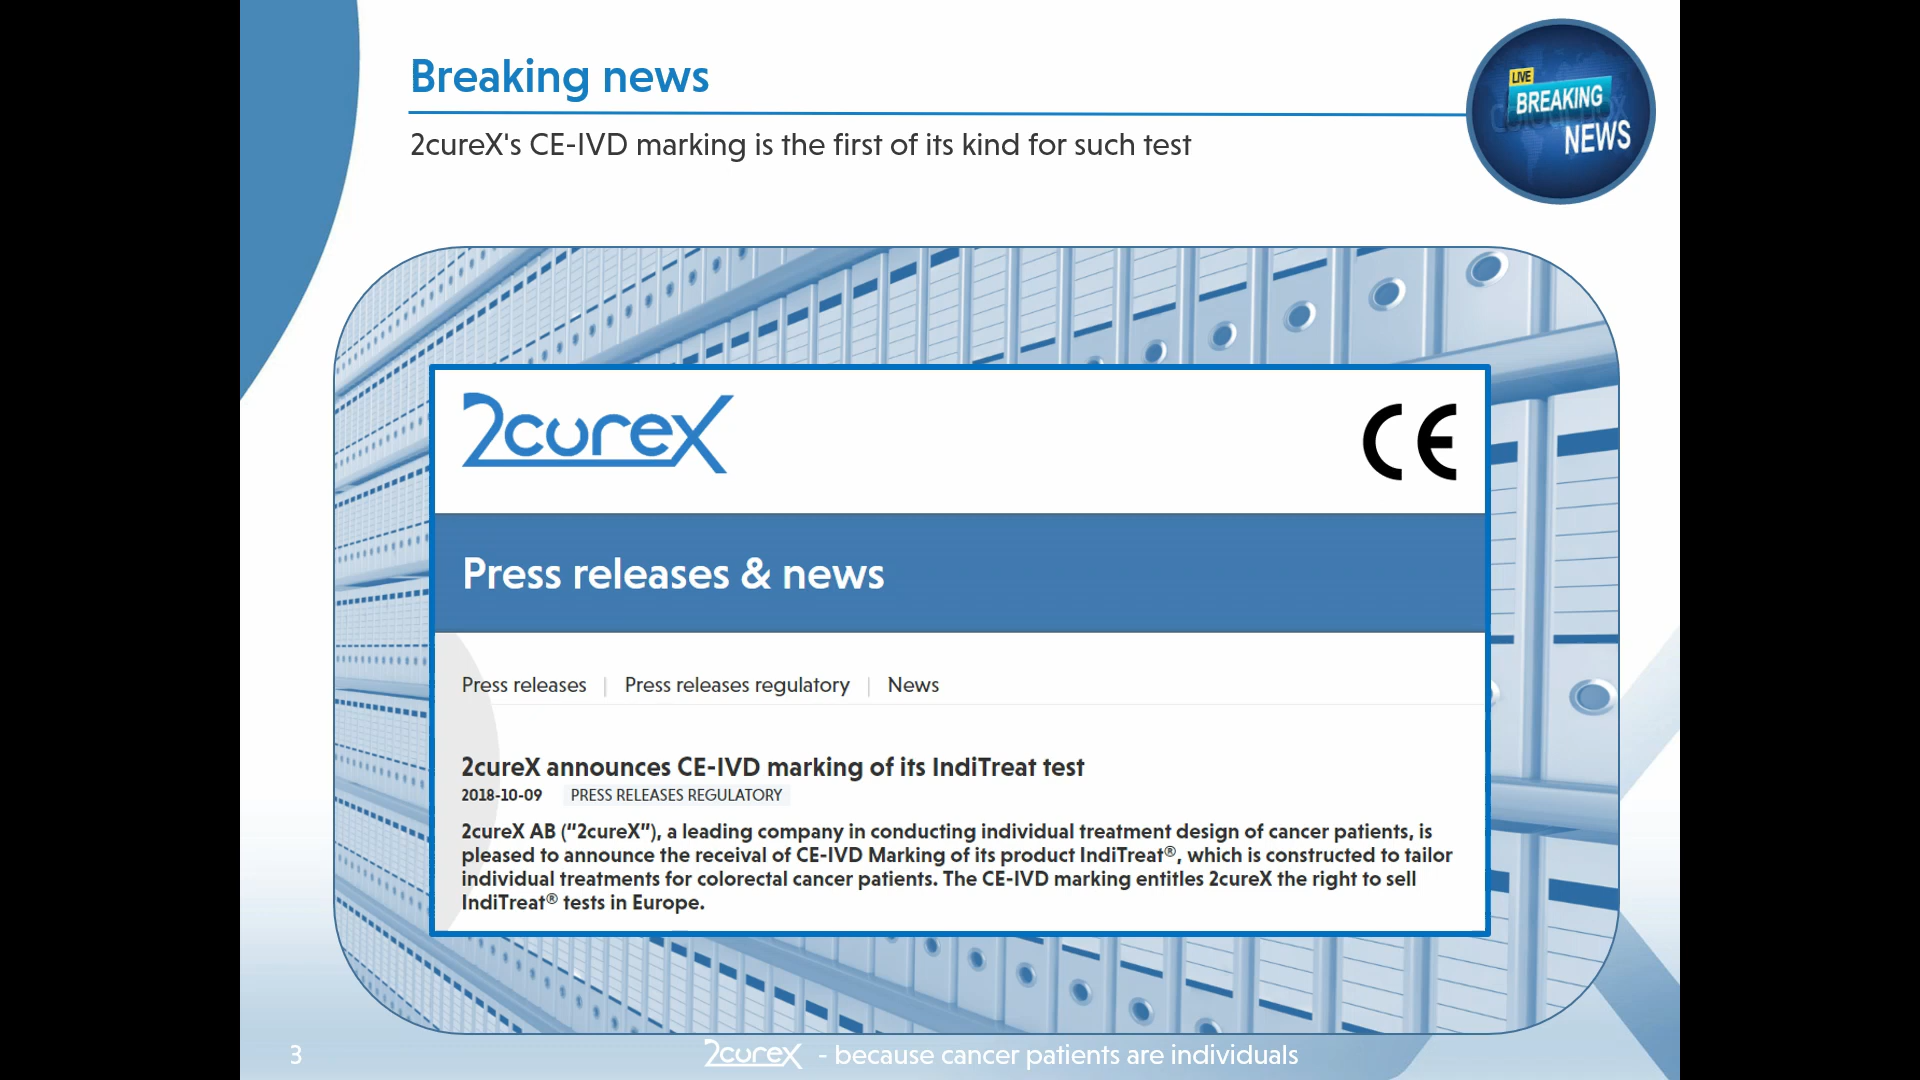 Breaking news
2cureX's CE-IVD marking is the first of its kind for such test
LIVE
BREAKING
NEWS
2cureX
CE
Press releases & news
Press releases | Press releases regulatory | News
2cureX announces CE-IVD marking of its IndiTreat test
2018-10-09 PRESS RELEASES REGULATORY
2cureX AB (“2cureX”), a leading company in conducting individual treatment design of cancer patients, is
pleased to announce the receival of CE-IVD Marking of its product IndiTreat®, which is constructed to tailor
individual treatments for colorectal cancer patients. The CE-IVD marking entitles 2cureX the right to sell
IndiTreat® tests in Europe.
3
2cureX - because cancer patients are individuals